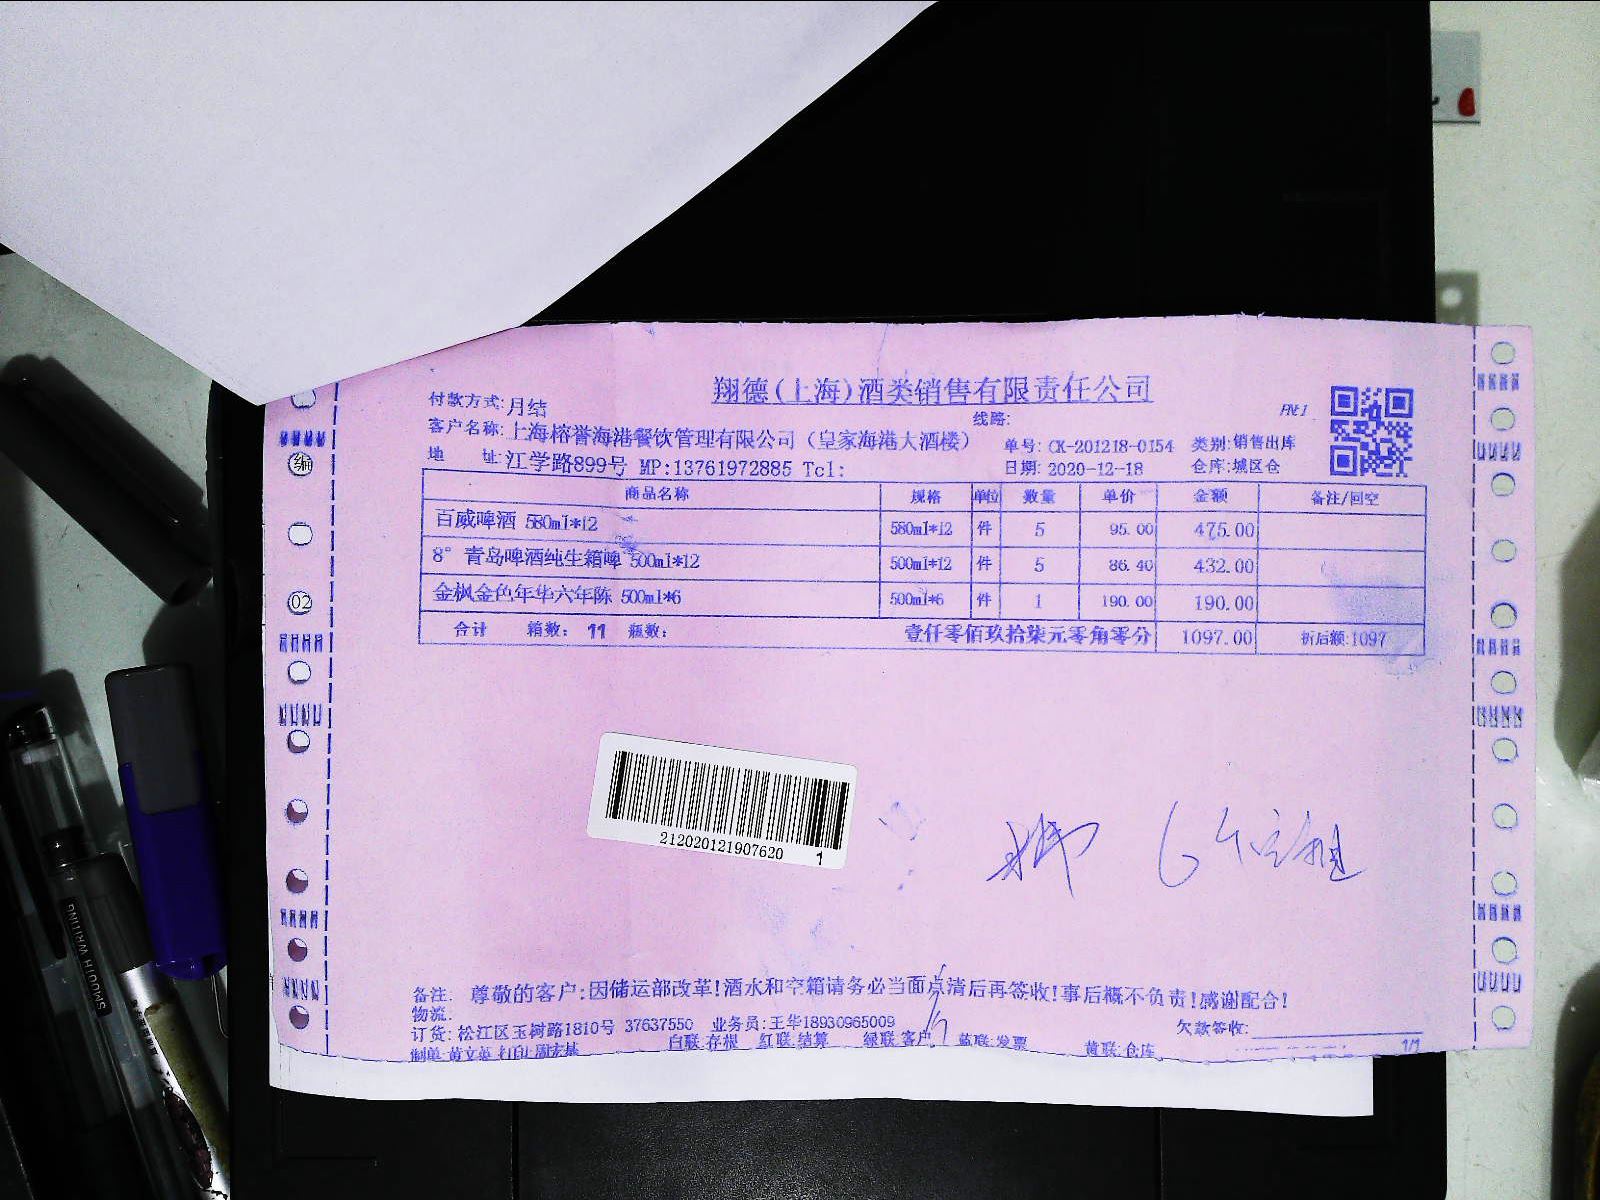 翔德(上海)酒类销售有限责任公司
付款方式:月结
线路:
客户名称:上海榕誉海港餐饮管理有限公司（皇家海港大酒楼）
单号: CK-201218-0154 类别:销售出库
地 址:江学路899号 MP:13761972885 Tel:
日期: 2020-12-18 仓库:城区仓
商品名称 规格 单位 数量 单价 金额 备注/回空
百威啤酒 580ml*12 580ml*12 件 5 95.00 475.00
8° 青岛啤酒纯生箱啤 500ml*12 500ml*12 件 5 86.40 432.00
金枫金色年华六年陈 500ml*6 500ml*6 件 1 190.00 190.00
合计 箱数: 11 瓶数: 壹仟零佰玖拾柒元零角零分 1097.00 折后额:1097
212020121907620 1
备注: 尊敬的客户:因储运部改革!酒水和空箱请务必当面点清后再签收!事后概不负责!感谢配合!
物流:
订货: 松江区玉树路1810号 37637550 业务员:王华18930965009
欠款签收:
白联:存根 红联:结算 绿联:客户 蓝联:发票 黄联:仓库
1/1
02
SMOOTH WRITING